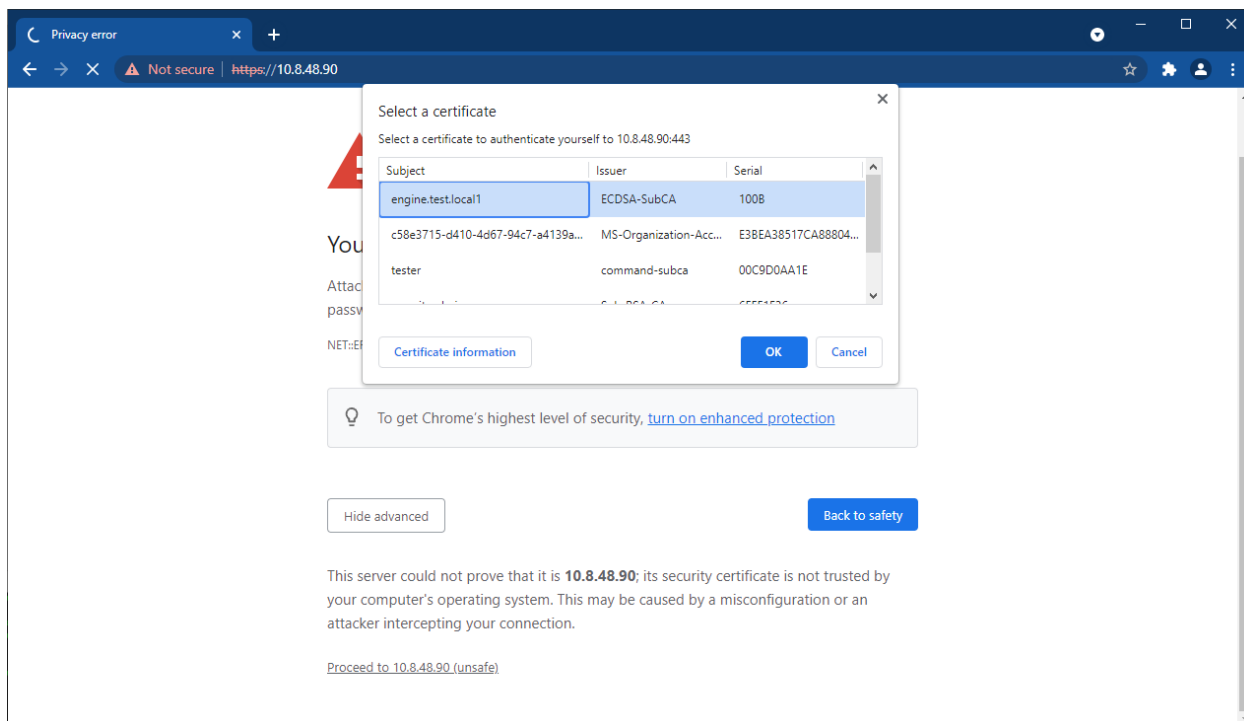 Privacy error
Not secure | https://10.8.48.90
Select a certificate
Select a certificate to authenticate yourself to 10.8.48.90:443
Subject Issuer Serial
engine.test.local1 ECDSA-SubCA 100B
c58e3715-d410-4d67-94c7-a4139a... MS-Organization-Acc... E3BEA38517CA88804...
tester command-subca 00C9D0AA1E
You
Attac
passw
NET::EF
Certificate information OK Cancel
To get Chrome's highest level of security, turn on enhanced protection
Hide advanced Back to safety
This server could not prove that it is 10.8.48.90; its security certificate is not trusted by
your computer's operating system. This may be caused by a misconfiguration or an
attacker intercepting your connection.
Proceed to 10.8.48.90 (unsafe)